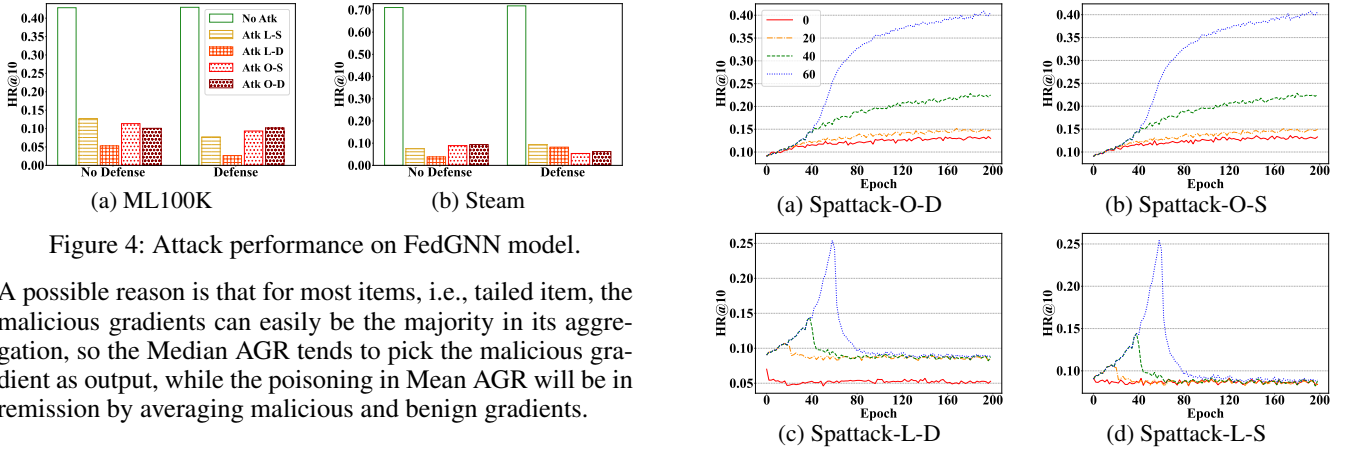 0.40
0.35
0.30
0.25
0.20
0.15
0.10
0.05
0.00
HR@10
No Atk
Atk L-S
Atk L-D
Atk O-S
Atk O-D
No Defense
Defense
(a) ML100K
0.70
0.60
0.50
0.40
0.30
0.20
0.10
0.00
HR@10
No Defense
Defense
(b) Steam
Figure 4: Attack performance on FedGNN model.
A possible reason is that for most items, i.e., tailed item, the
malicious gradients can easily be the majority in its aggre-
gation, so the Median AGR tends to pick the malicious gra-
dient as output, while the poisoning in Mean AGR will be in
remission by averaging malicious and benign gradients.
0.40
0.35
0.30
0.25
0.20
0.15
0.10
HR@10
0
20
40
60
0 40 80 120 160 200
Epoch
(a) Spattack-O-D
0.40
0.35
0.30
0.25
0.20
0.15
0.10
HR@10
0 40 80 120 160 200
Epoch
(b) Spattack-O-S
0.25
0.20
0.15
0.10
0.05
HR@10
0 40 80 120 160 200
Epoch
(c) Spattack-L-D
0.25
0.20
0.15
0.10
HR@10
0 40 80 120 160 200
Epoch
(d) Spattack-L-S